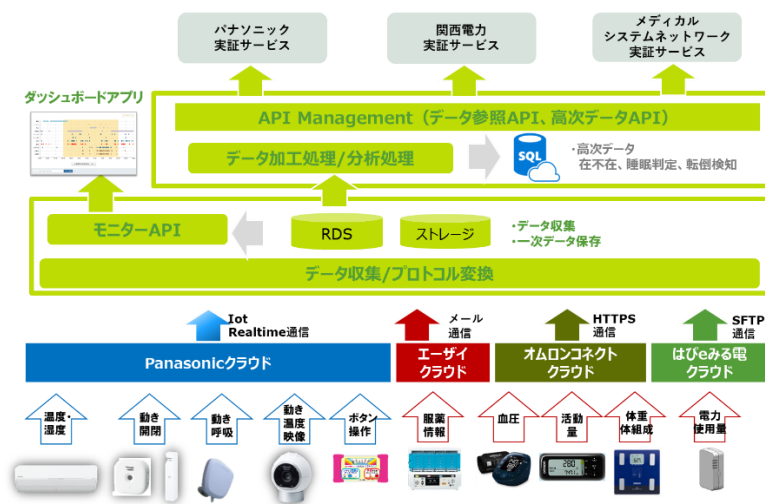 パナソニック
実証サービス
関西電力
実証サービス
メディカル
システムネットワーク
実証サービス
ダッシュボードアプリ
API Management（データ参照API、高次データAPI）
データ加工処理/分析処理
SQL
・高次データ
在不在、睡眠判定、転倒検知
モニターAPI
RDS
ストレージ
・データ収集
・一次データ保存
データ収集/プロトコル変換
Iot
Realtime通信
メール
通信
HTTPS
通信
SFTP
通信
Panasonicクラウド
エーザイ
クラウド
オムロンコネクト
クラウド
はぴeみる電
クラウド
温度・
湿度
動き
開閉
動き
呼吸
動き
温度
映像
ボタン
操作
服薬
情報
血圧
活動
量
体重
体組成
電力
使用量